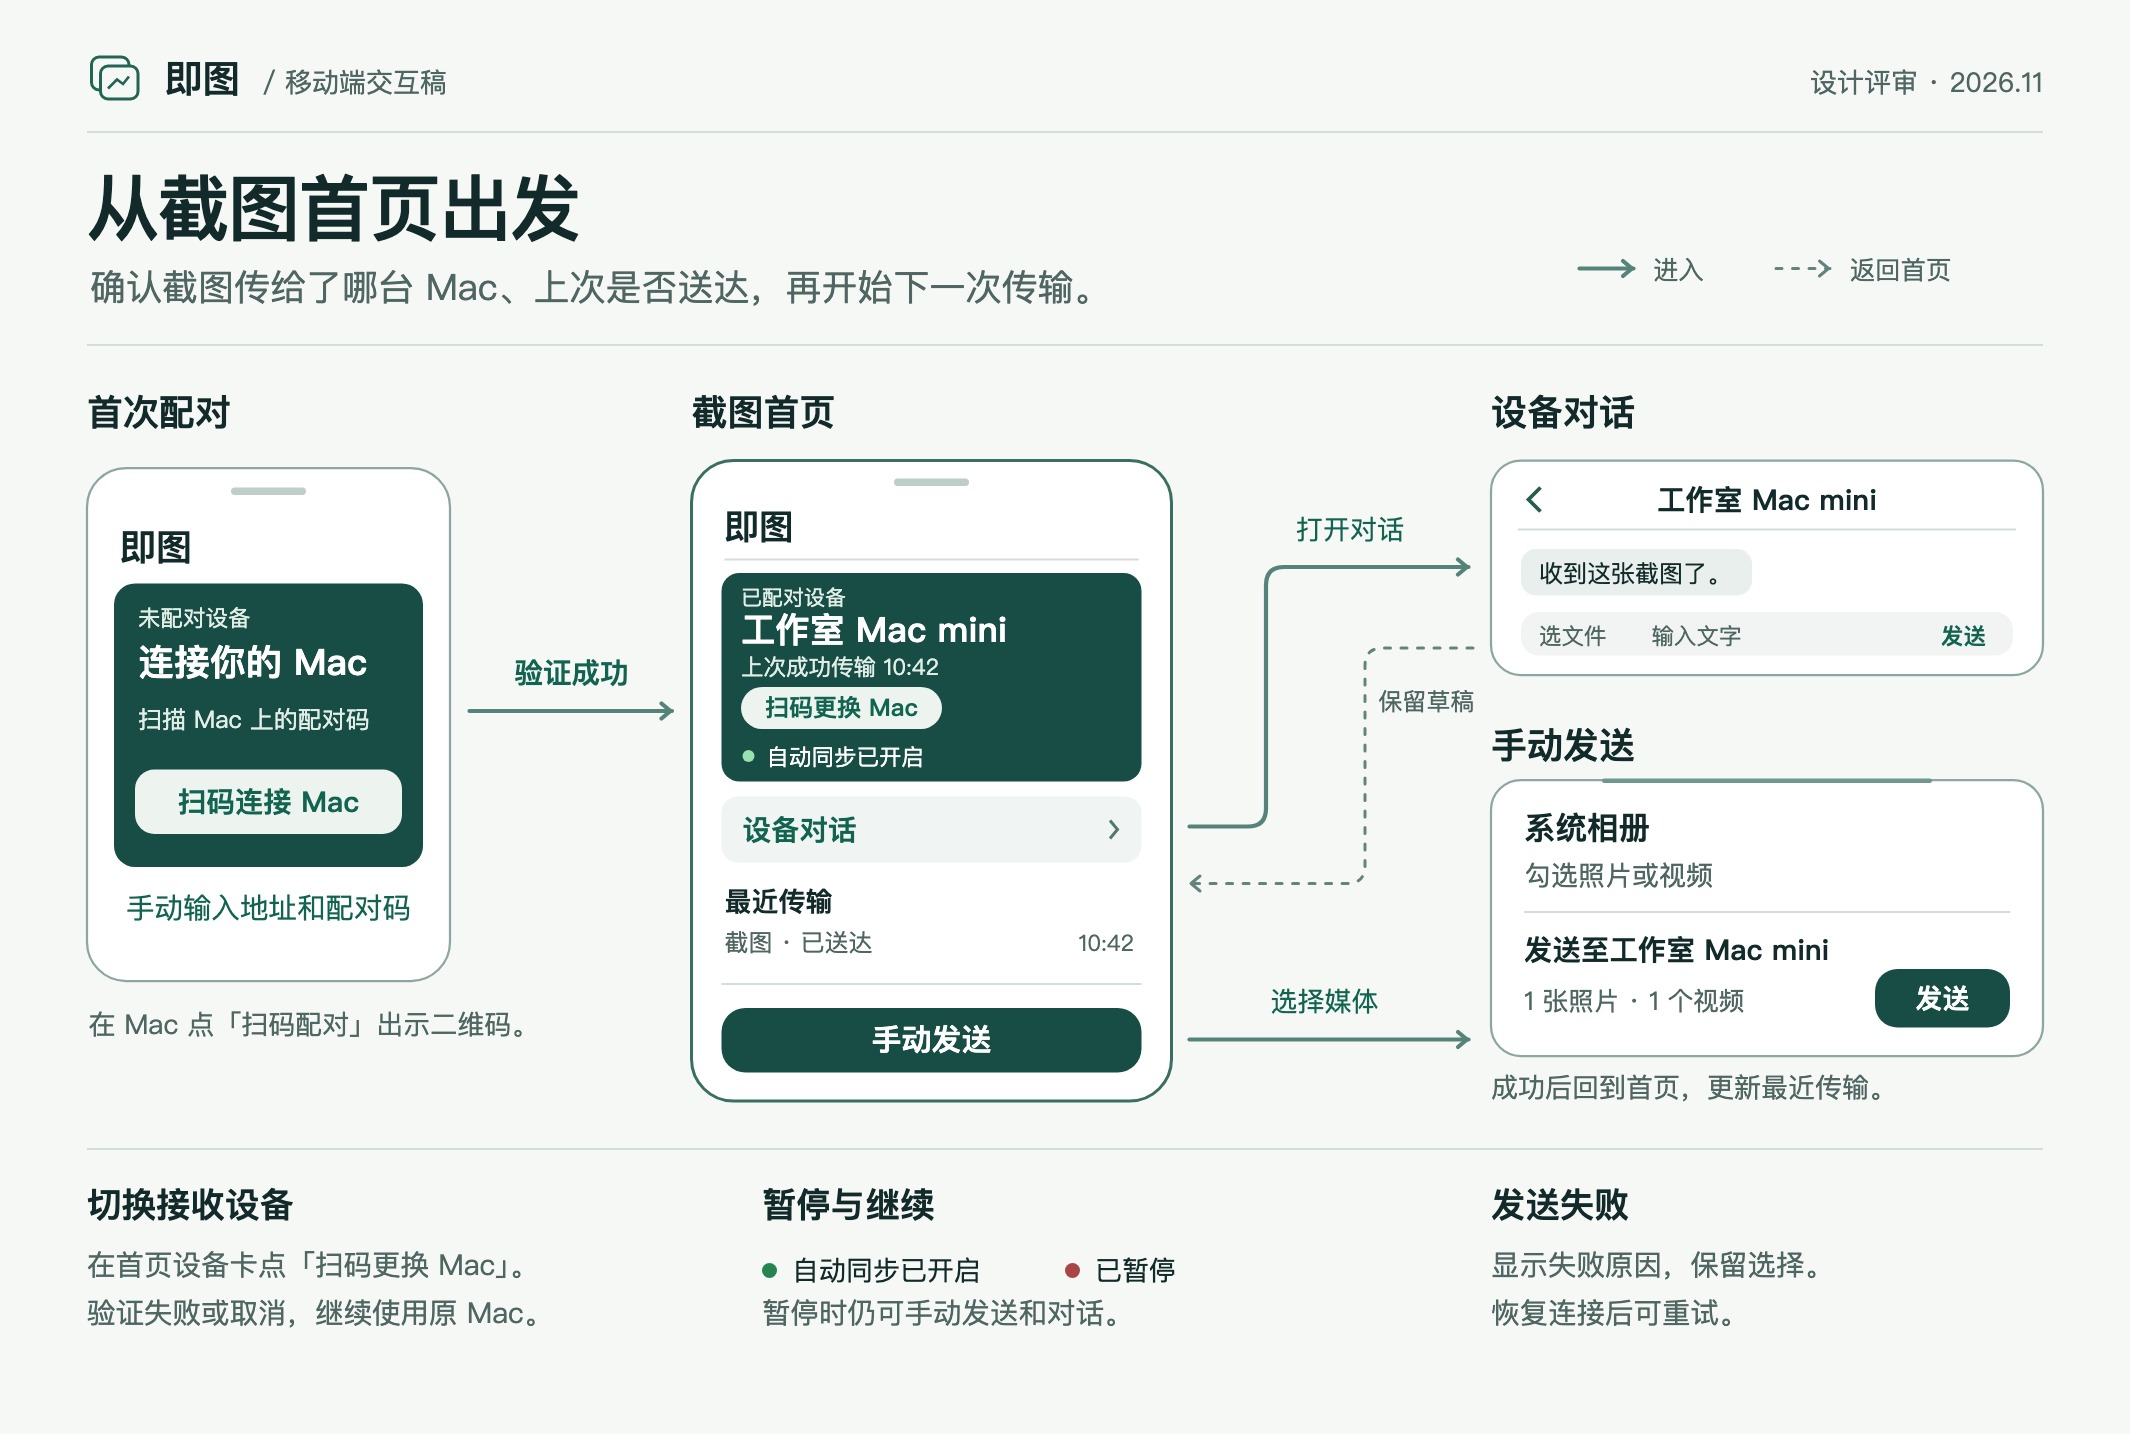 即图 / 移动端交互稿
设计评审 · 2026.11
从截图首页出发
确认截图传给了哪台 Mac、上次是否送达，再开始下一次传输。
进入
返回首页
首次配对
即图
未配对设备
连接你的 Mac
扫描 Mac 上的配对码
扫码连接 Mac
手动输入地址和配对码
在 Mac 点「扫码配对」出示二维码。
验证成功
截图首页
即图
已配对设备
工作室 Mac mini
上次成功传输 10:42
扫码更换 Mac
自动同步已开启
设备对话
最近传输
截图 · 已送达 10:42
手动发送
打开对话
保留草稿
选择媒体
设备对话
工作室 Mac mini
收到这张截图了。
选文件 输入文字 发送
手动发送
系统相册
勾选照片或视频
发送至工作室 Mac mini
1 张照片 · 1 个视频
发送
成功后回到首页，更新最近传输。
切换接收设备
在首页设备卡点「扫码更换 Mac」。
验证失败或取消，继续使用原 Mac。
暂停与继续
自动同步已开启 已暂停
暂停时仍可手动发送和对话。
发送失败
显示失败原因，保留选择。
恢复连接后可重试。